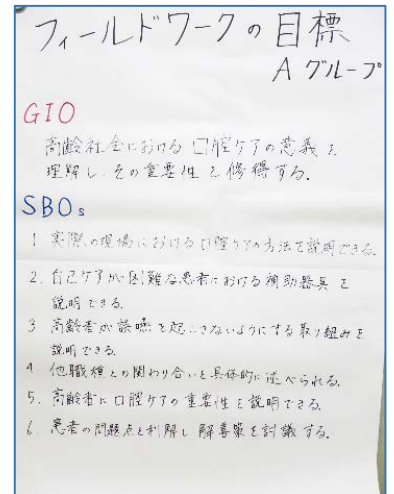 フィールドワークの目標
A グループ
GIO
高齢社会における口腔ケアの意義を
理解し、その重要性を修得する。
SBOs
1 実際の現場における口腔ケアの方法を説明できる。
2. 自己ケアが困難な患者における補助器具を
説明できる。
3 高齢者が誤嚥を起こさないようにする取り組みを
説明できる。
4. 他職種との関わり合いを具体的に述べられる。
5. 高齢者に口腔ケアの重要性を説明できる。
6. 患者の問題点を利解し解善策を討議する。